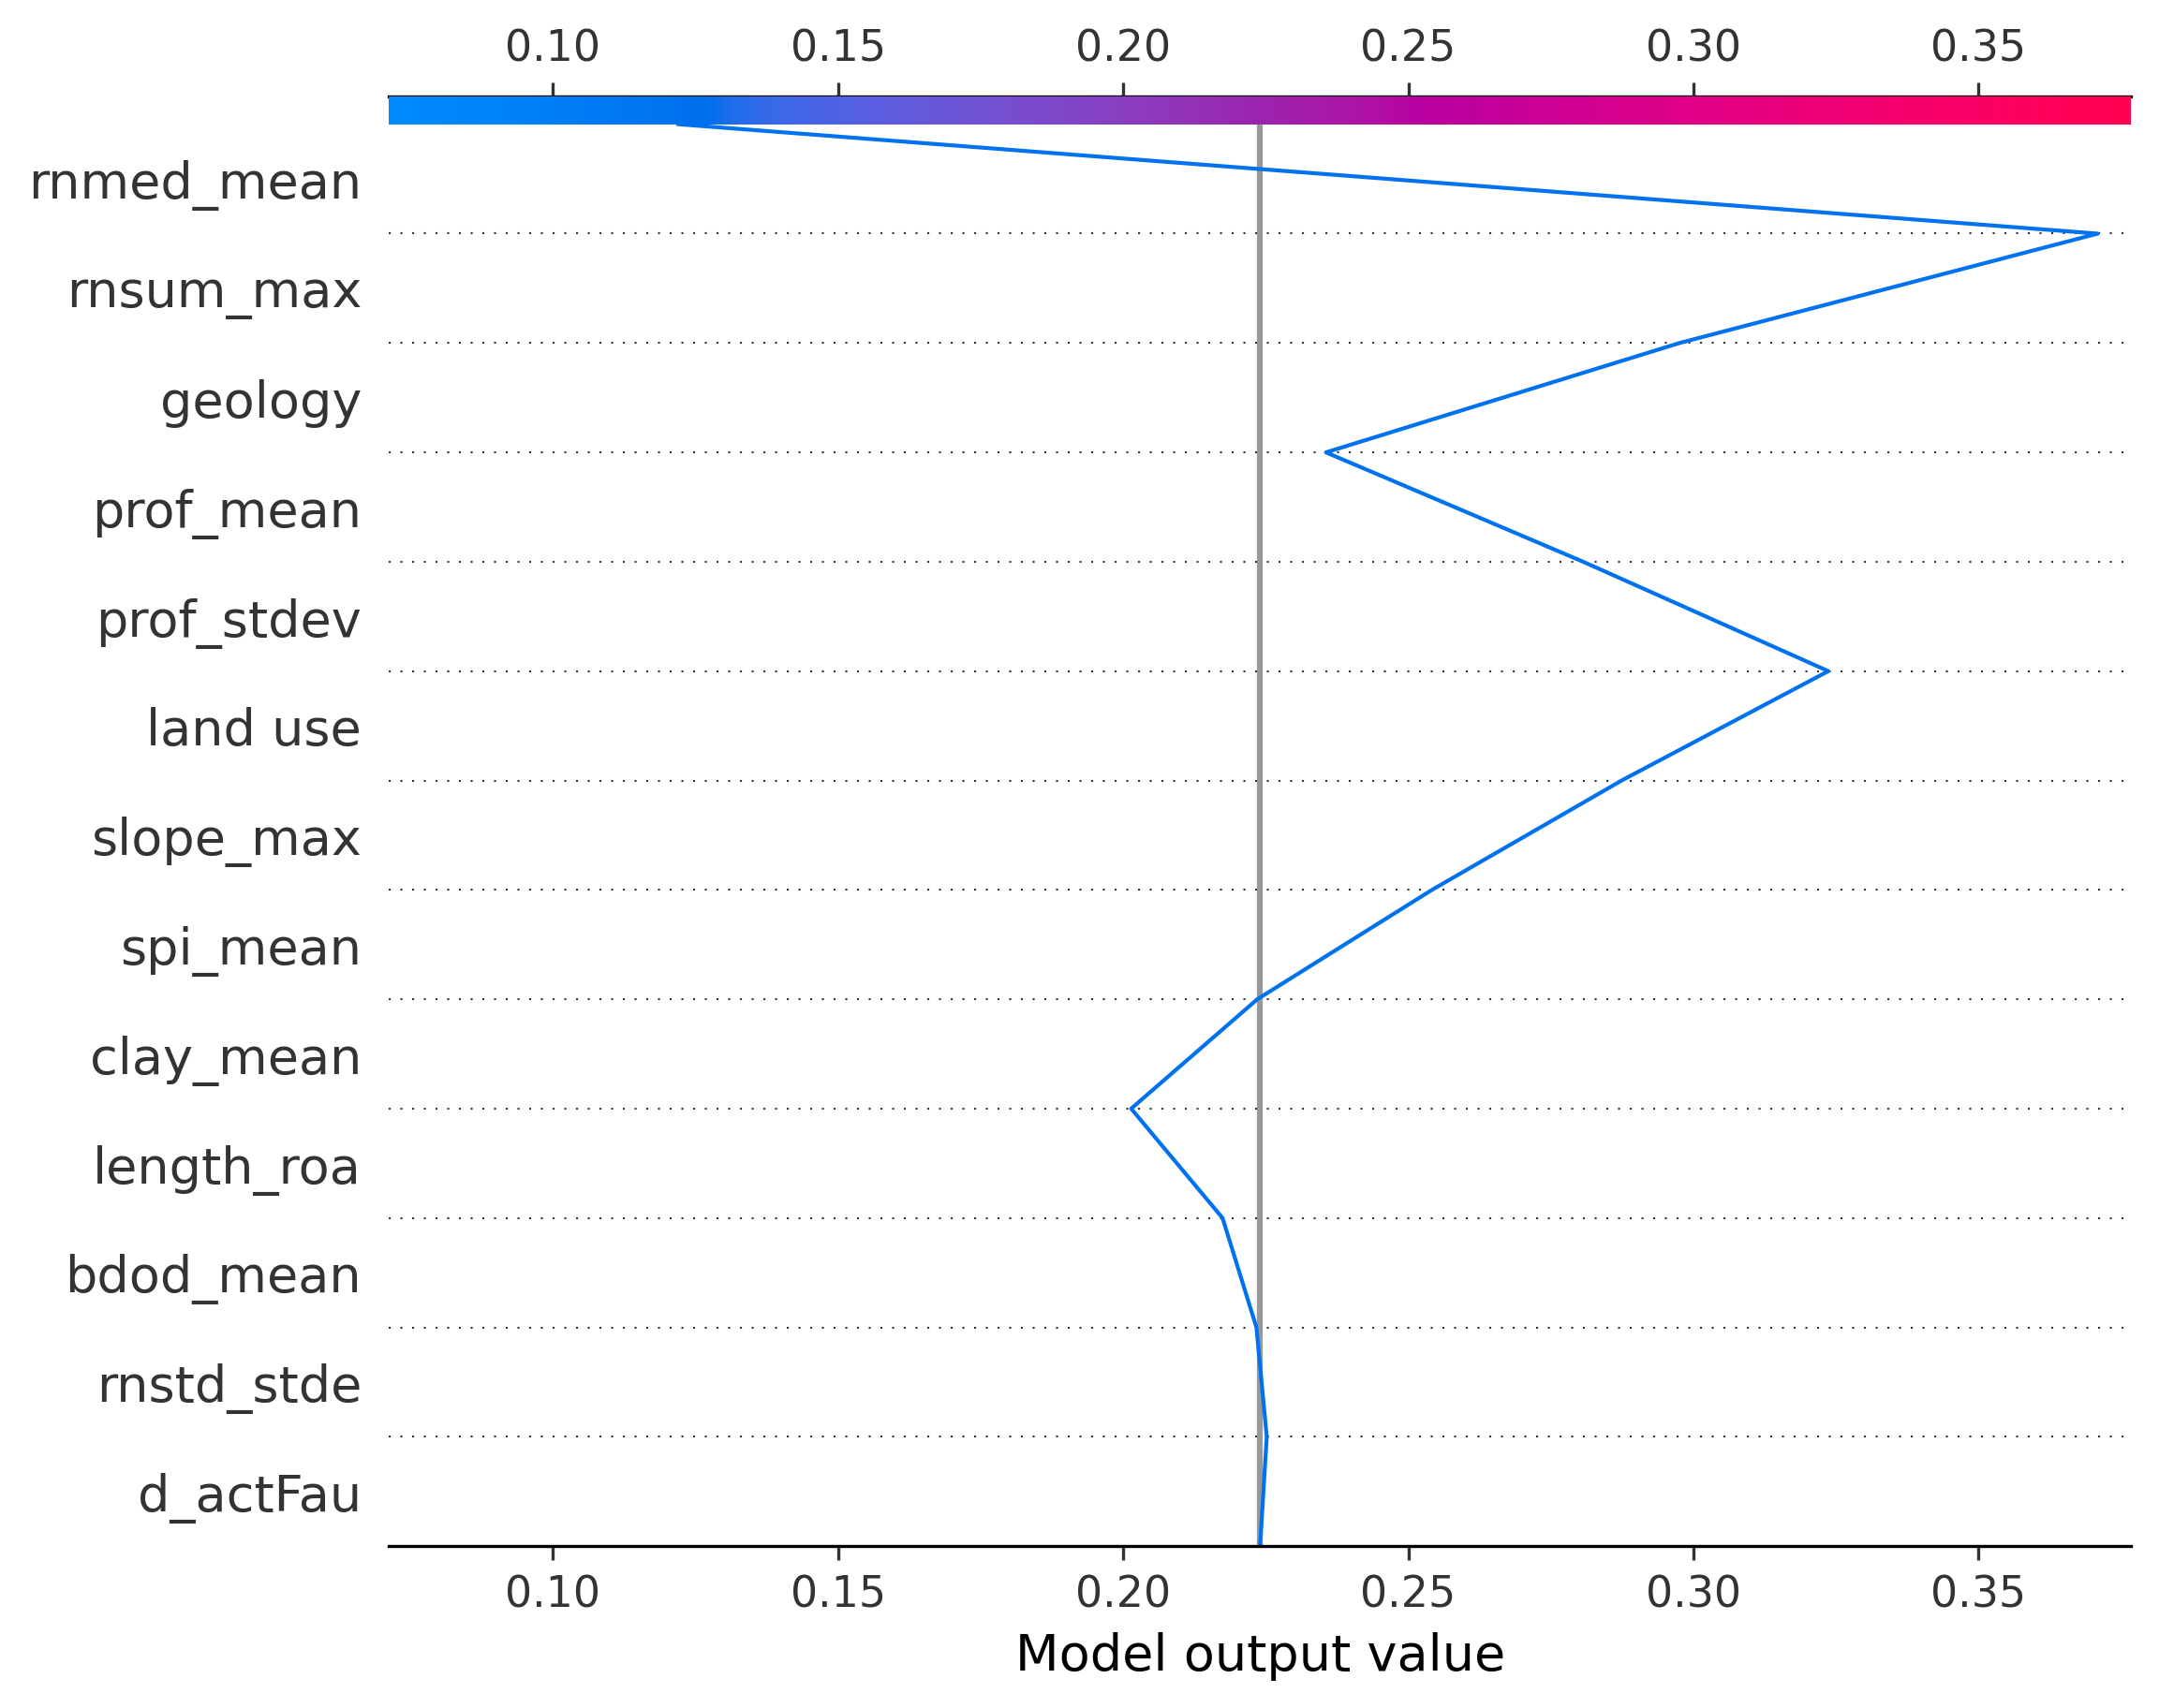 0.10 0.15 0.20 0.25 0.30 0.35
rnmed_mean
rnsum_max
geology
prof_mean
prof_stdev
land use
slope_max
spi_mean
clay_mean
length_roa
bdod_mean
rnstd_stde
d_actFau
0.10 0.15 0.20 0.25 0.30 0.35
Model output value